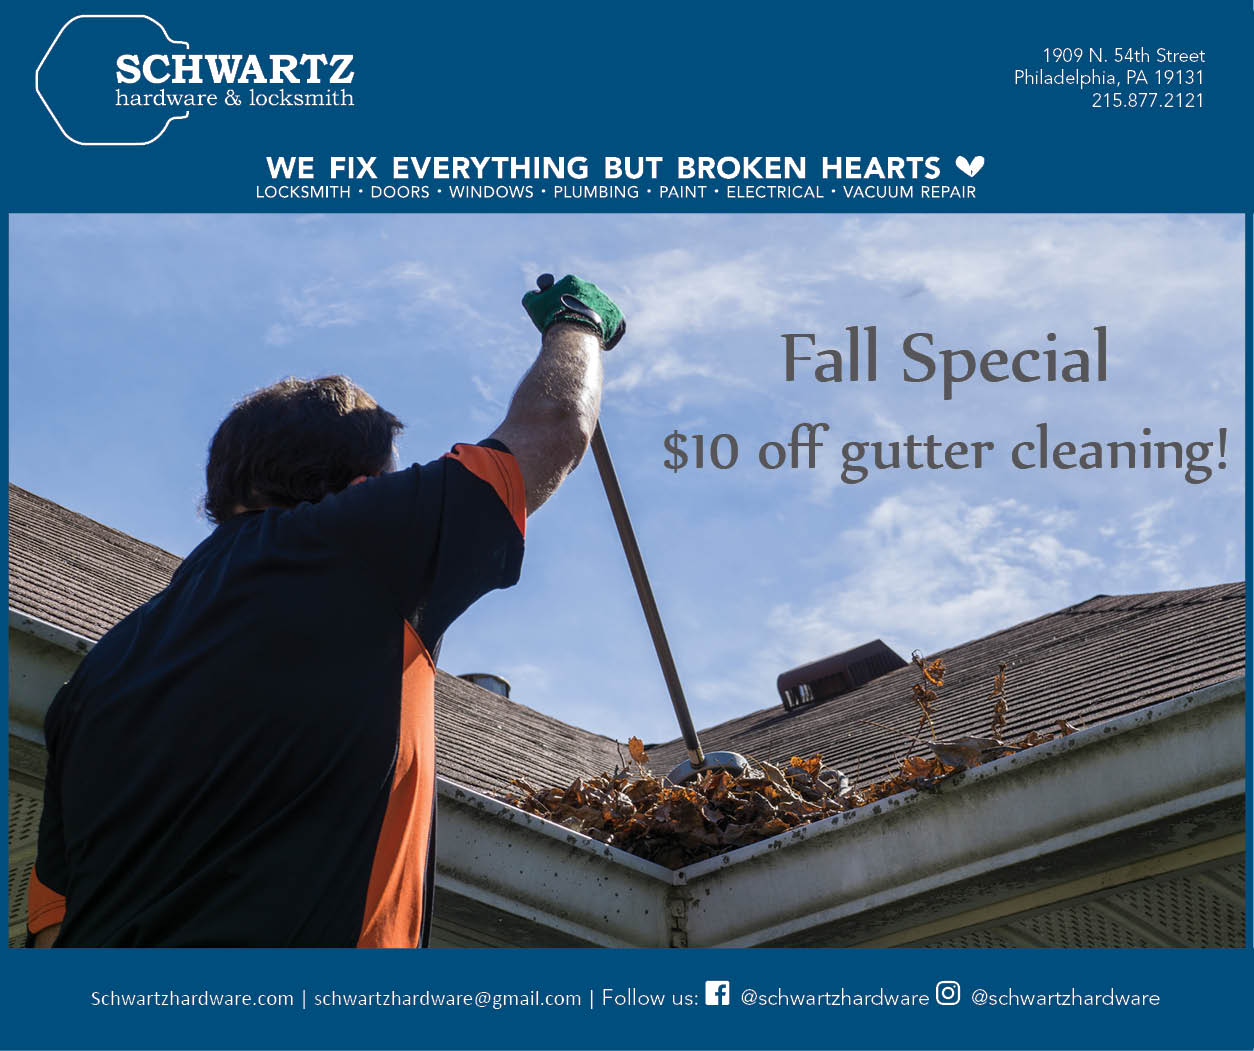 SCHWARTZ
hardware & locksmith
1909 N. 54th Street
Philadelphia, PA 19131
215.877.2121
WE FIX EVERYTHING BUT BROKEN HEARTS
LOCKSMITH • DOORS • WINDOWS • PLUMBING • PAINT • ELECTRICAL • VACUUM REPAIR
Fall Special
$10 off gutter cleaning!
Schwartzhardware.com | schwartzhardware@gmail.com | Follow us: @schwartzhardware @schwartzhardware